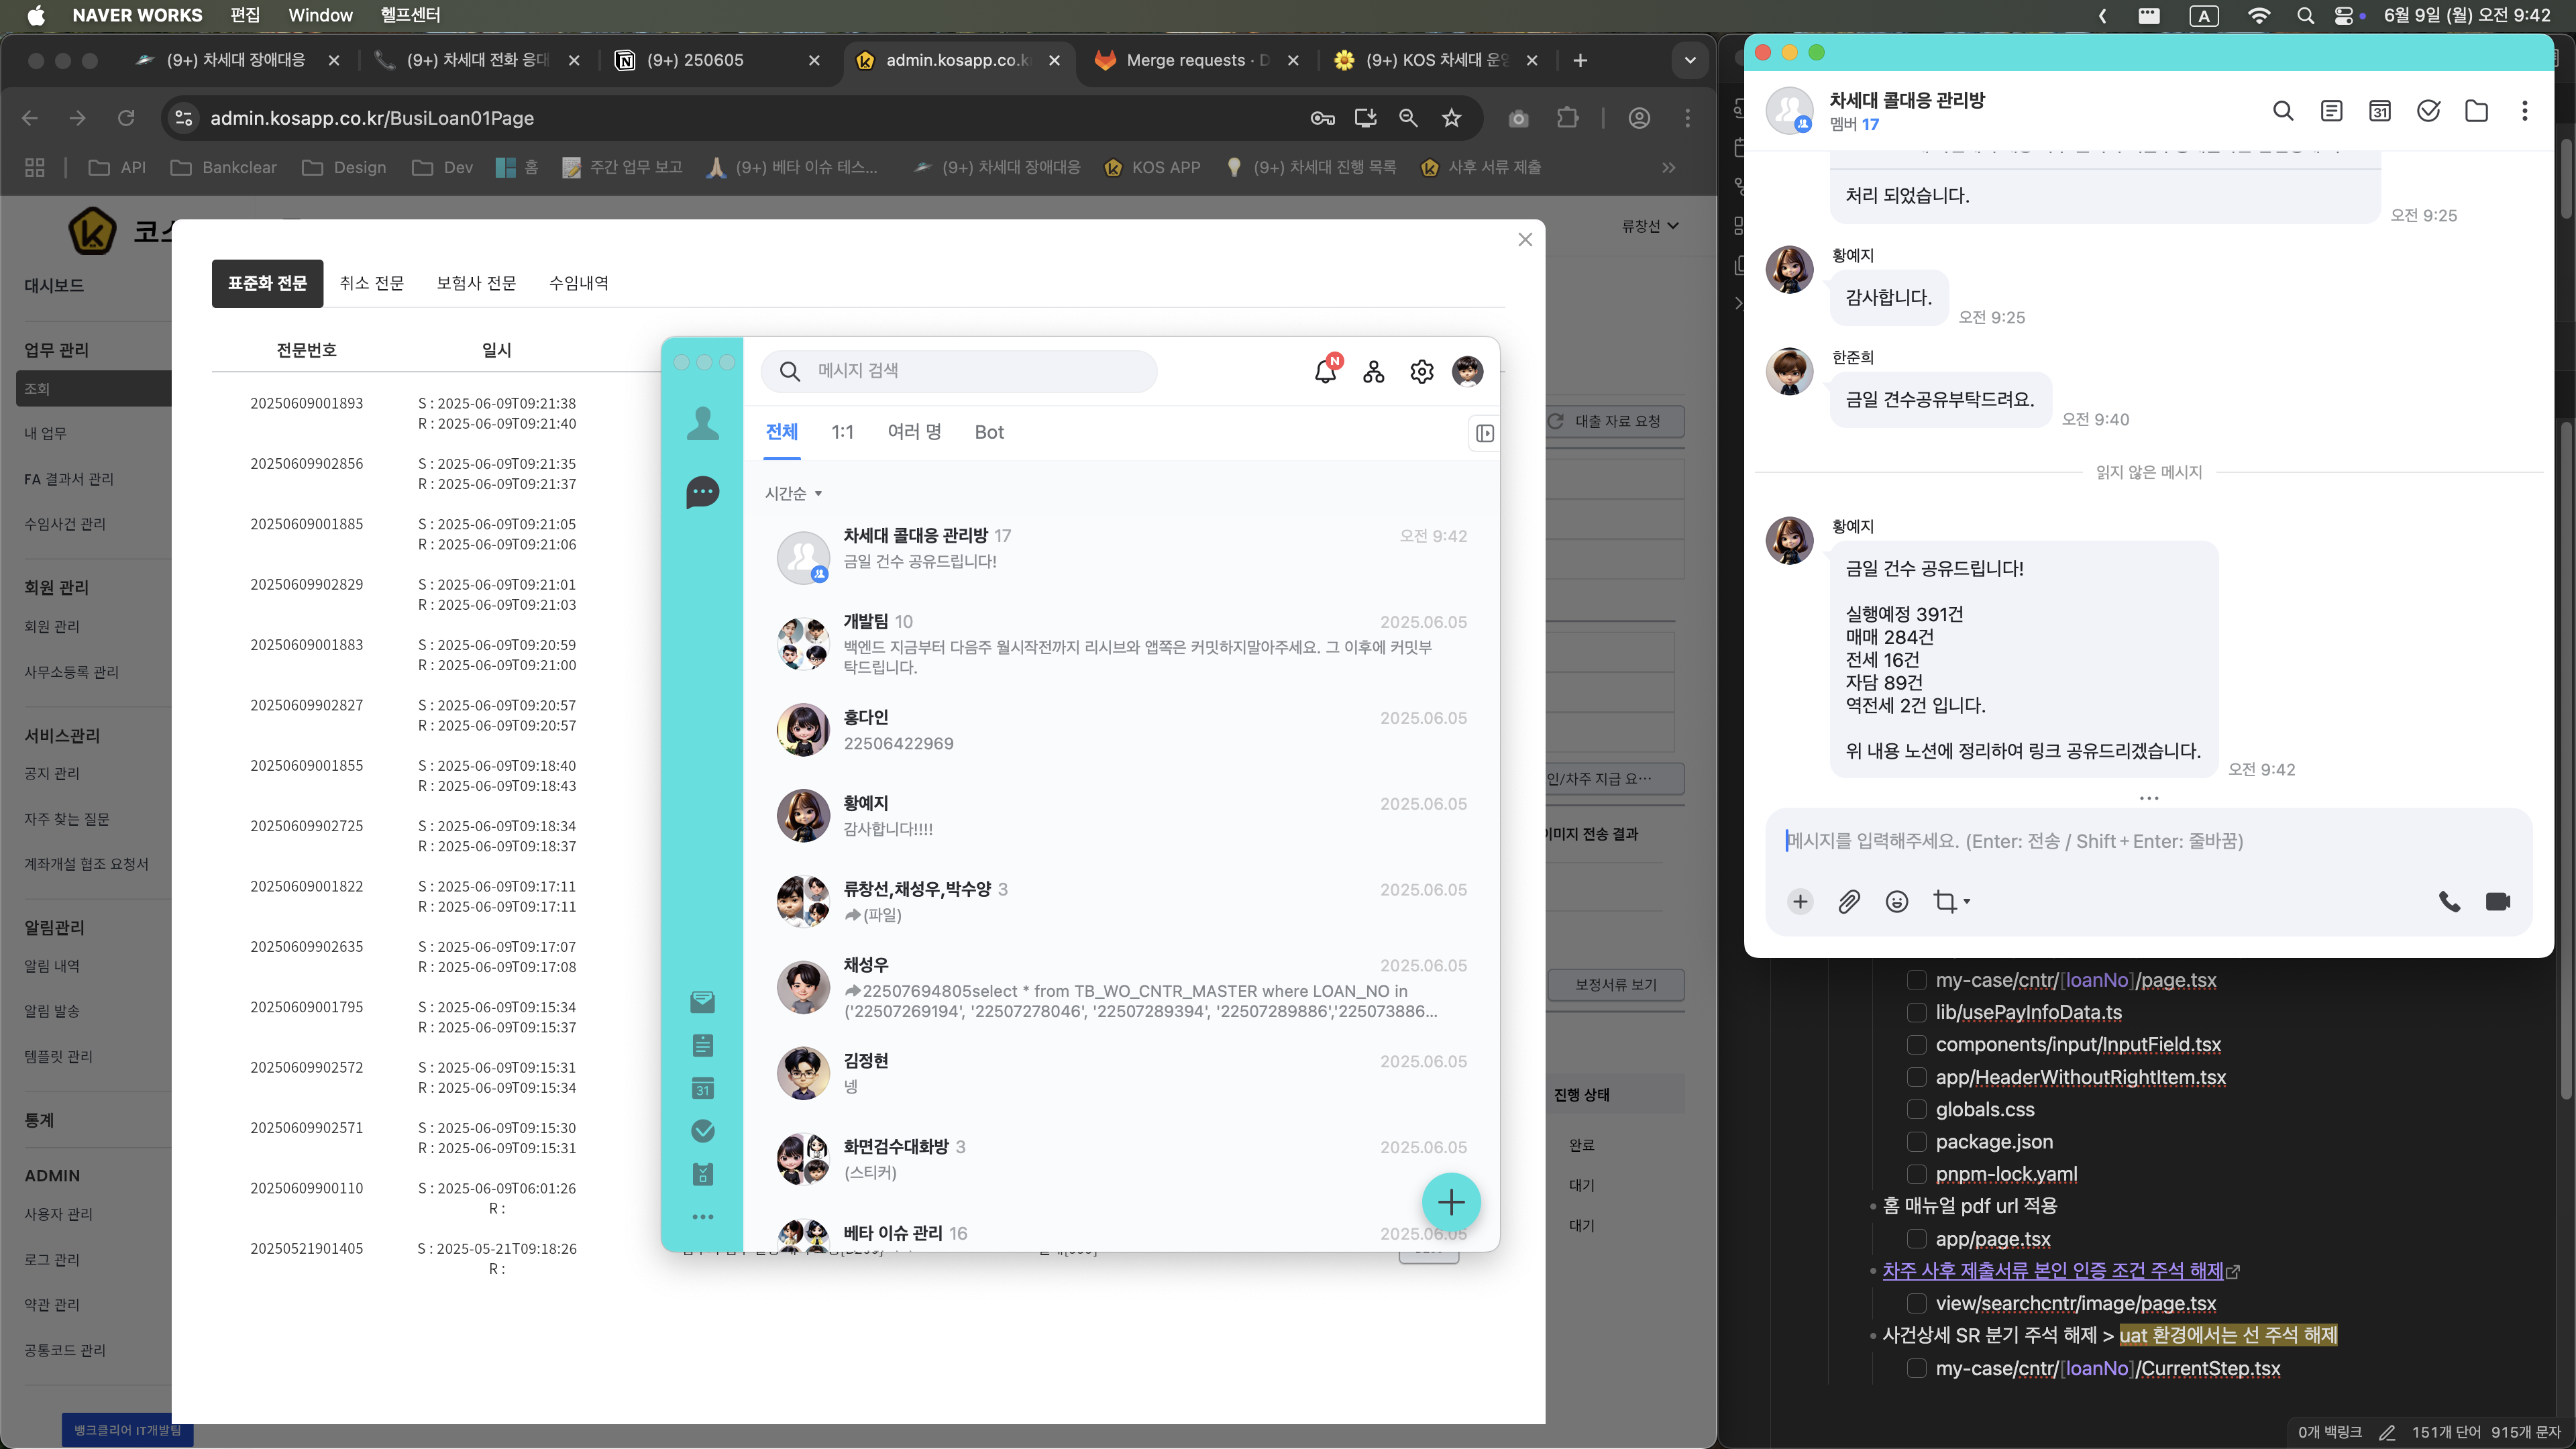 NAVER WORKS 편집 Window 헬프센터
A 6월 9일 (월) 오전 9:42
(9+) 차세대 장애대응
(9+) 차세대 전화 응대
(9+) 250605
admin.kosapp.co.k
Merge requests · D
(9+) KOS 차세대 운영
admin.kosapp.co.kr/BusiLoan01Page
API
Bankclear
Design
Dev
홈
주간 업무 보고
(9+) 베타 이슈 테스...
(9+) 차세대 장애대응
KOS APP
(9+) 차세대 진행 목록
사후 서류 제출
류창선
대시보드
업무 관리
조회
내 업무
FA 결과서 관리
수임사건 관리
회원 관리
회원 관리
사무소등록 관리
서비스관리
공지 관리
자주 찾는 질문
계좌개설 협조 요청서
알림관리
알림 내역
알림 발송
템플릿 관리
통계
ADMIN
사용자 관리
로그 관리
약관 관리
공통코드 관리
뱅크클리어 IT개발팀
표준화 전문 취소 전문 보험사 전문 수임내역
전문번호 일시
20250609001893 S : 2025-06-09T09:21:38
R : 2025-06-09T09:21:40
20250609902856 S : 2025-06-09T09:21:35
R : 2025-06-09T09:21:37
20250609001885 S : 2025-06-09T09:21:05
R : 2025-06-09T09:21:06
20250609902829 S : 2025-06-09T09:21:01
R : 2025-06-09T09:21:03
20250609001883 S : 2025-06-09T09:20:59
R : 2025-06-09T09:21:00
20250609902827 S : 2025-06-09T09:20:57
R : 2025-06-09T09:20:57
20250609001855 S : 2025-06-09T09:18:40
R : 2025-06-09T09:18:43
20250609902725 S : 2025-06-09T09:18:34
R : 2025-06-09T09:18:37
20250609001822 S : 2025-06-09T09:17:11
R : 2025-06-09T09:17:11
20250609902635 S : 2025-06-09T09:17:07
R : 2025-06-09T09:17:08
20250609001795 S : 2025-06-09T09:15:34
R : 2025-06-09T09:15:37
20250609902572 S : 2025-06-09T09:15:31
R : 2025-06-09T09:15:34
20250609902571 S : 2025-06-09T09:15:30
R : 2025-06-09T09:15:31
20250609900110 S : 2025-06-09T06:01:26
R :
20250521901405 S : 2025-05-21T09:18:26
R :
대출 자료 요청
인/차주 지급 요…
이미지 전송 결과
보정서류 보기
진행 상태
완료
대기
대기
메시지 검색
N
전체 1:1 여러 명 Bot
시간순
차세대 콜대응 관리방 17 오전 9:42
금일 건수 공유드립니다!
개발팀 10 2025.06.05
백엔드 지금부터 다음주 월시작전까지 리시브와 앱쪽은 커밋하지말아주세요. 그 이후에 커밋부
탁드립니다.
홍다인 2025.06.05
22506422969
황예지 2025.06.05
감사합니다!!!!
류창선,채성우,박수양 3 2025.06.05
(파일)
채성우 2025.06.05
22507694805select * from TB_WO_CNTR_MASTER where LOAN_NO in
('22507269194', '22507278046', '22507289394', '22507289886','225073886...
김정현 2025.06.05
넹
화면검수대화방 3 2025.06.05
(스티커)
베타 이슈 관리 16 2025.06.05
31
차세대 콜대응 관리방
멤버 17
31
처리 되었습니다.
오전 9:25
황예지
감사합니다.
오전 9:25
한준희
금일 견수공유부탁드려요.
오전 9:40
읽지 않은 메시지
황예지
금일 건수 공유드립니다!
실행예정 391건
매매 284건
전세 16건
자담 89건
역전세 2건 입니다.
위 내용 노션에 정리하여 링크 공유드리겠습니다.
오전 9:42
메시지를 입력해주세요. (Enter: 전송 / Shift + Enter: 줄바꿈)
my-case/cntr/[loanNo]/page.tsx
lib/usePayInfoData.ts
components/input/InputField.tsx
app/HeaderWithoutRightItem.tsx
globals.css
package.json
pnpm-lock.yaml
홈 매뉴얼 pdf url 적용
app/page.tsx
차주 사후 제출서류 본인 인증 조건 주석 해제
view/searchcntr/image/page.tsx
사건상세 SR 분기 주석 해제 > uat 환경에서는 선 주석 해제
my-case/cntr/[loanNo]/CurrentStep.tsx
0개 백링크 151개 단어 915개 문자